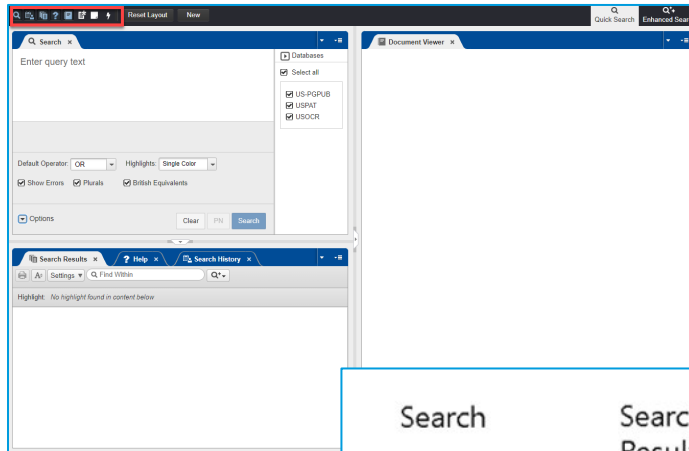 Reset Layout New
Quick Search Enhanced Sear
Search × Document Viewer ×
Enter query text
Databases
Select all
US-PGPUB
USPAT
USOCR
Default Operator: OR Highlights: Single Color
Show Errors Plurals British Equivalents
Options Clear PN Search
Search Results × ? Help × Search History ×
Settings Find Within
Highlight: No highlight found in content below
Search Searc